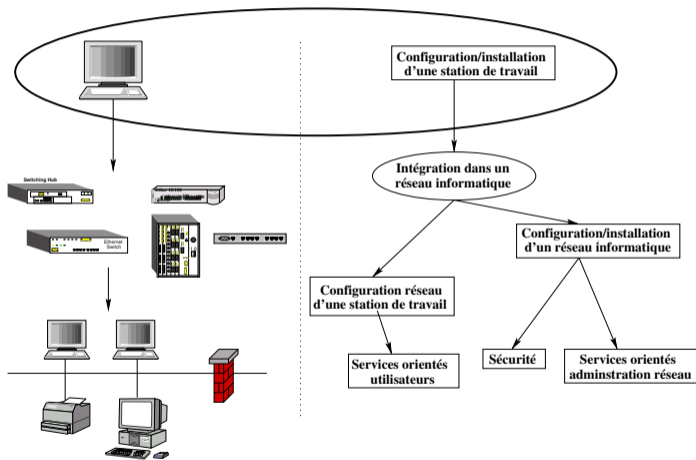 Configuration/installation
d'une station de travail
Switching Hub
Intégration dans un
réseau informatique
Ethernet
Switch
Configuration/installation
d'un réseau informatique
Configuration réseau
d'une station de travail
Services orientés
utilisateurs
Sécurité
Services orientés
adminstration réseau